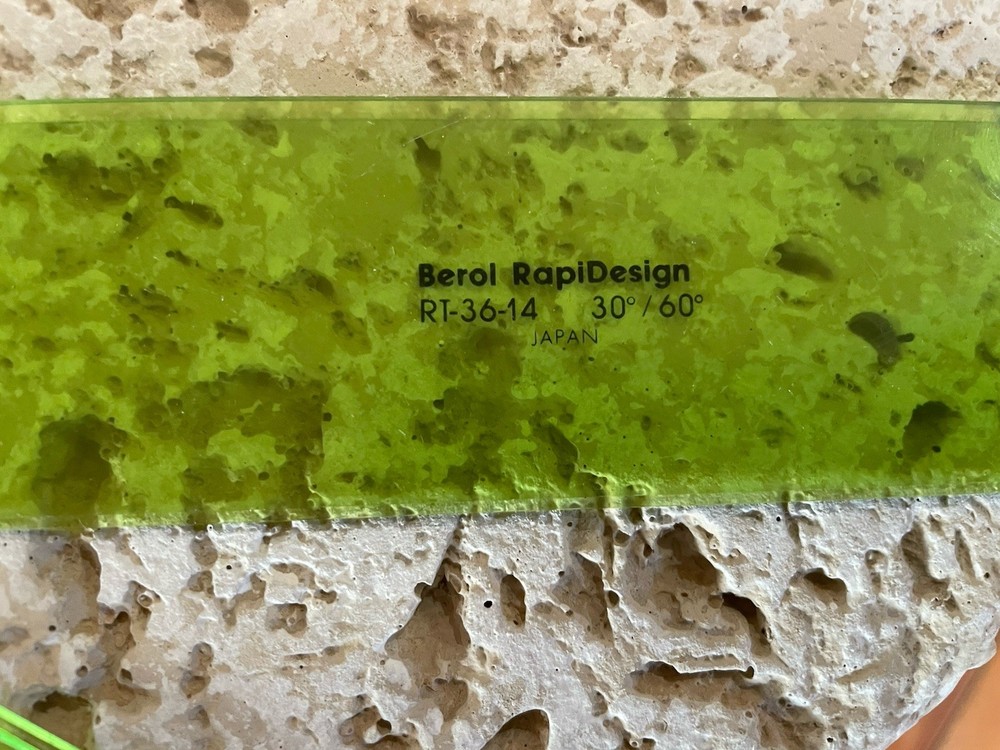 Berol RapiDesign
RT-36-14 30°/60°
JAPAN